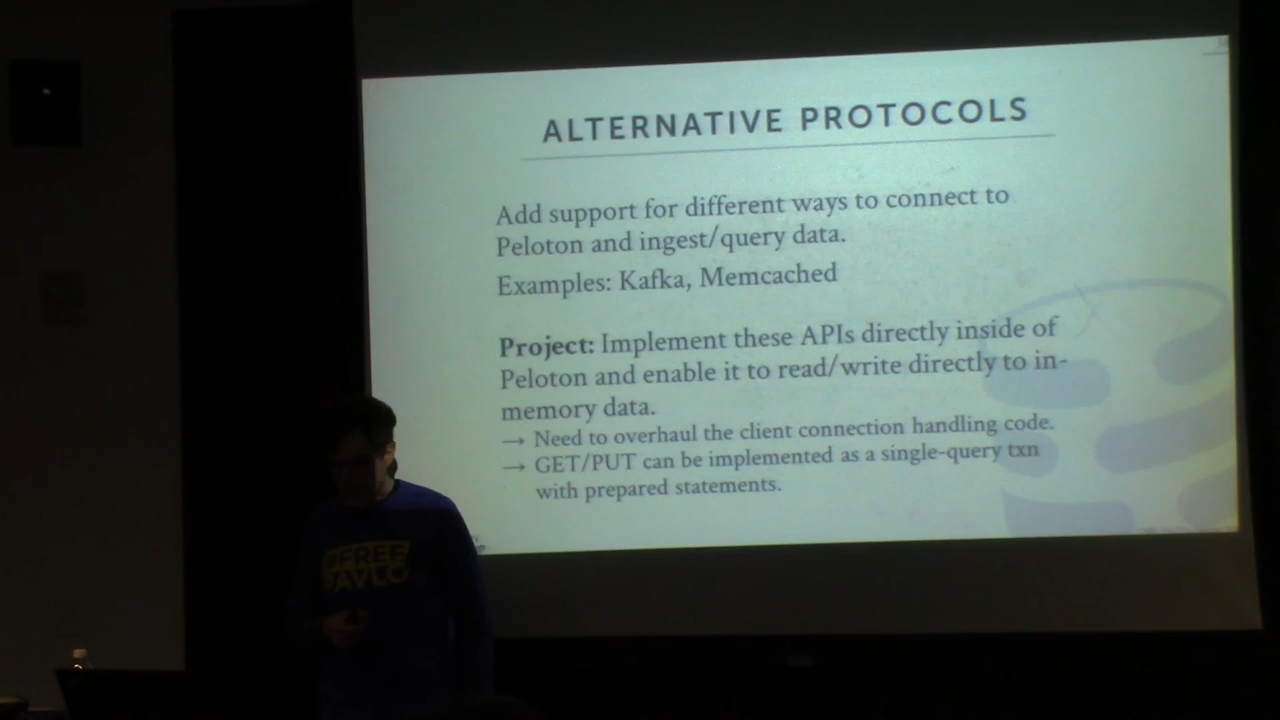 ALTERNATIVE PROTOCOLS
Add support for different ways to connect to
Peloton and ingest/query data.
Examples: Kafka, Memcached
Project: Implement these APIs directly inside of
Peloton and enable it to read/write directly to in-
memory data.
→ Need to overhaul the client connection handling code.
→ GET/PUT can be implemented as a single-query txn
with prepared statements.
#FREE
PAVLO